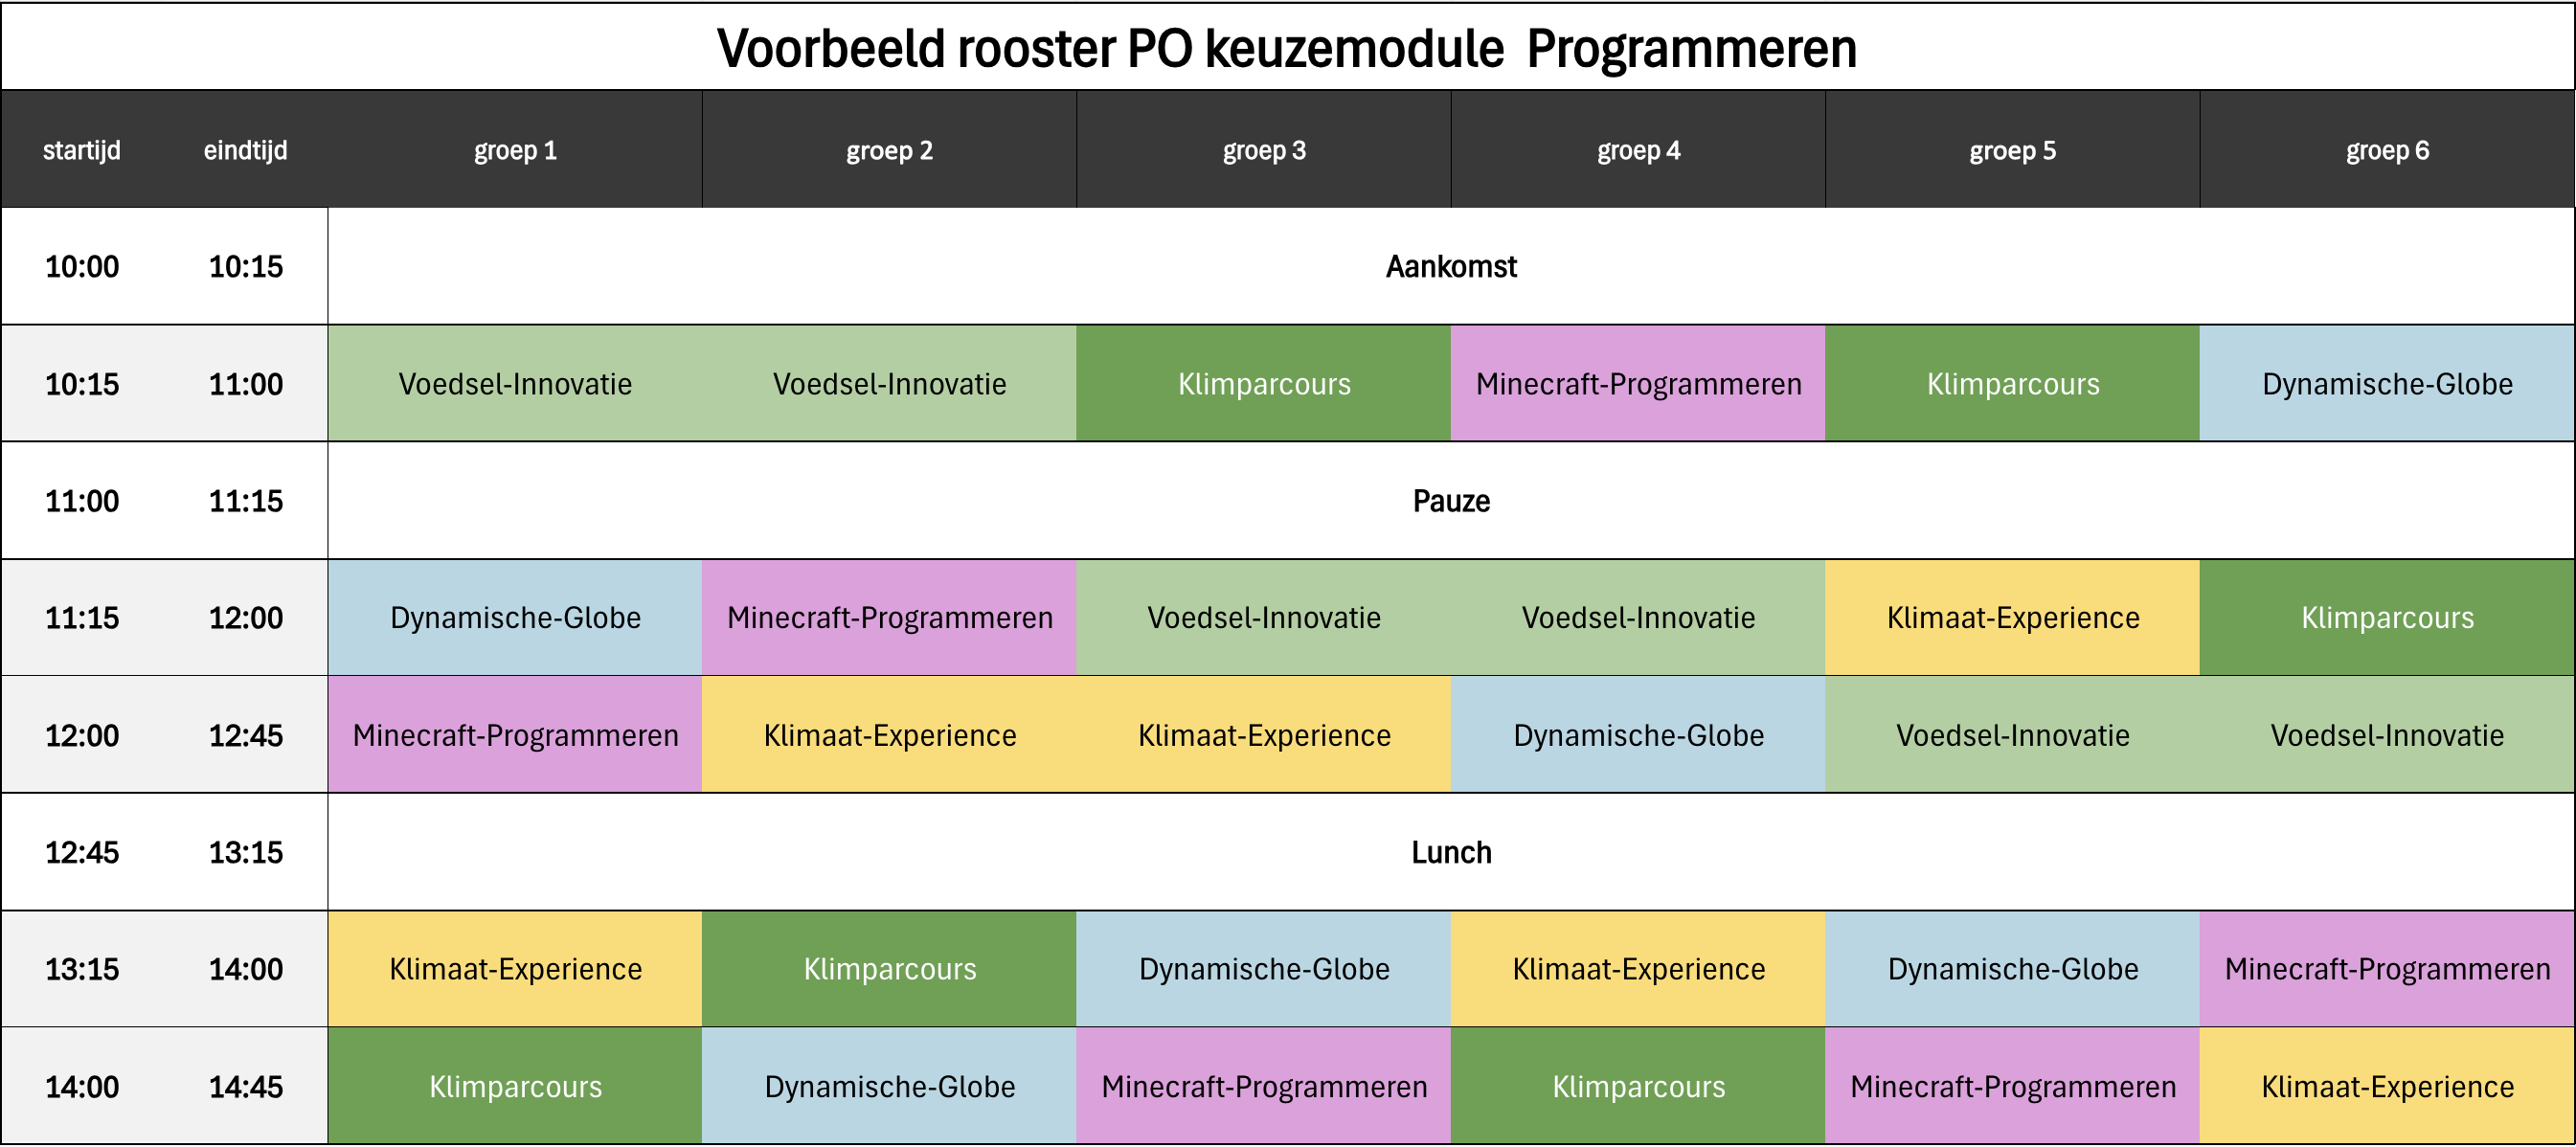 Voorbeeld rooster PO keuzemodule  Programmeren
startijd eindtijd groep 1 groep 2 groep 3 groep 4 groep 5 groep 6
10:00 10:15 Aankomst
10:15 11:00 Voedsel-Innovatie Voedsel-Innovatie Klimparcours Minecraft-Programmeren Klimparcours Dynamische-Globe
11:00 11:15 Pauze
11:15 12:00 Dynamische-Globe Minecraft-Programmeren Voedsel-Innovatie Voedsel-Innovatie Klimaat-Experience Klimparcours
12:00 12:45 Minecraft-Programmeren Klimaat-Experience Klimaat-Experience Dynamische-Globe Voedsel-Innovatie Voedsel-Innovatie
12:45 13:15 Lunch
13:15 14:00 Klimaat-Experience Klimparcours Dynamische-Globe Klimaat-Experience Dynamische-Globe Minecraft-Programmeren
14:00 14:45 Klimparcours Dynamische-Globe Minecraft-Programmeren Klimparcours Minecraft-Programmeren Klimaat-Experience